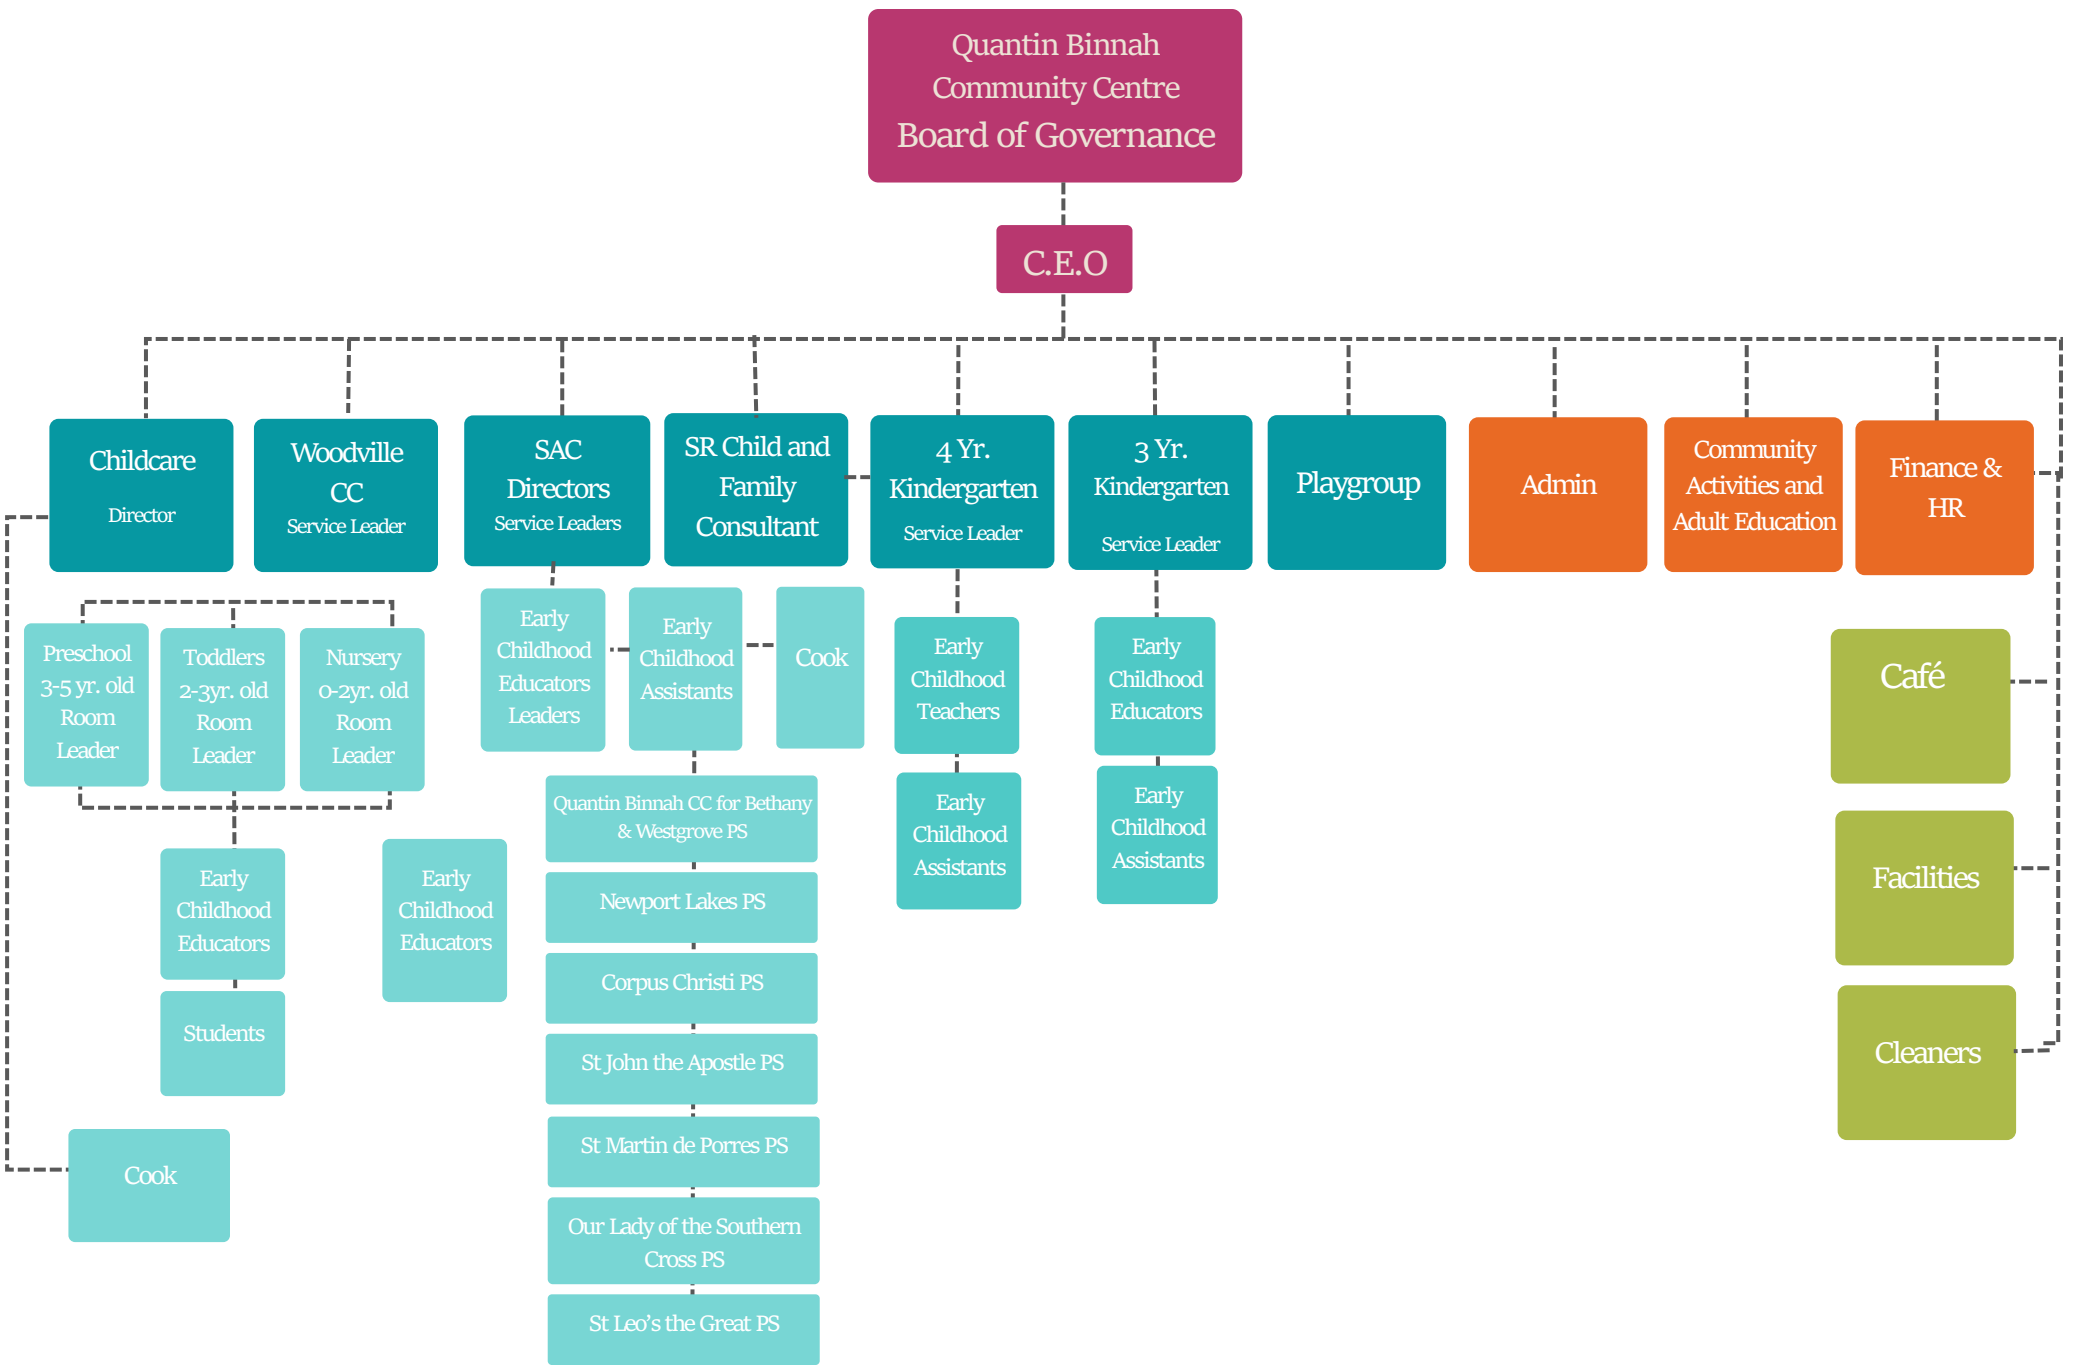 Quantin Binnah
Community Centre
Board of Governance
C.E.O
Childcare
Director
Woodville
CC
Service Leader
SAC
Directors
Service Leaders
SR Child and
Family
Consultant
4 Yr.
Kindergarten
Service Leader
3 Yr.
Kindergarten
Service Leader
Playgroup
Admin
Community
Activities and
Adult Education
Finance &
HR
Preschool
3-5 yr. old
Room
Leader
Toddlers
2-3yr. old
Room
Leader
Nursery
0-2yr. old
Room
Leader
Early
Childhood
Educators
Leaders
Early
Childhood
Assistants
Cook
Early
Childhood
Teachers
Early
Childhood
Educators
Café
Early
Childhood
Educators
Students
Cook
Early
Childhood
Educators
Quantin Binnah CC for Bethany
& Westgrove PS
Newport Lakes PS
Corpus Christi PS
St John the Apostle PS
St Martin de Porres PS
Our Lady of the Southern
Cross PS
St Leo's the Great PS
Early
Childhood
Assistants
Early
Childhood
Assistants
Facilities
Cleaners